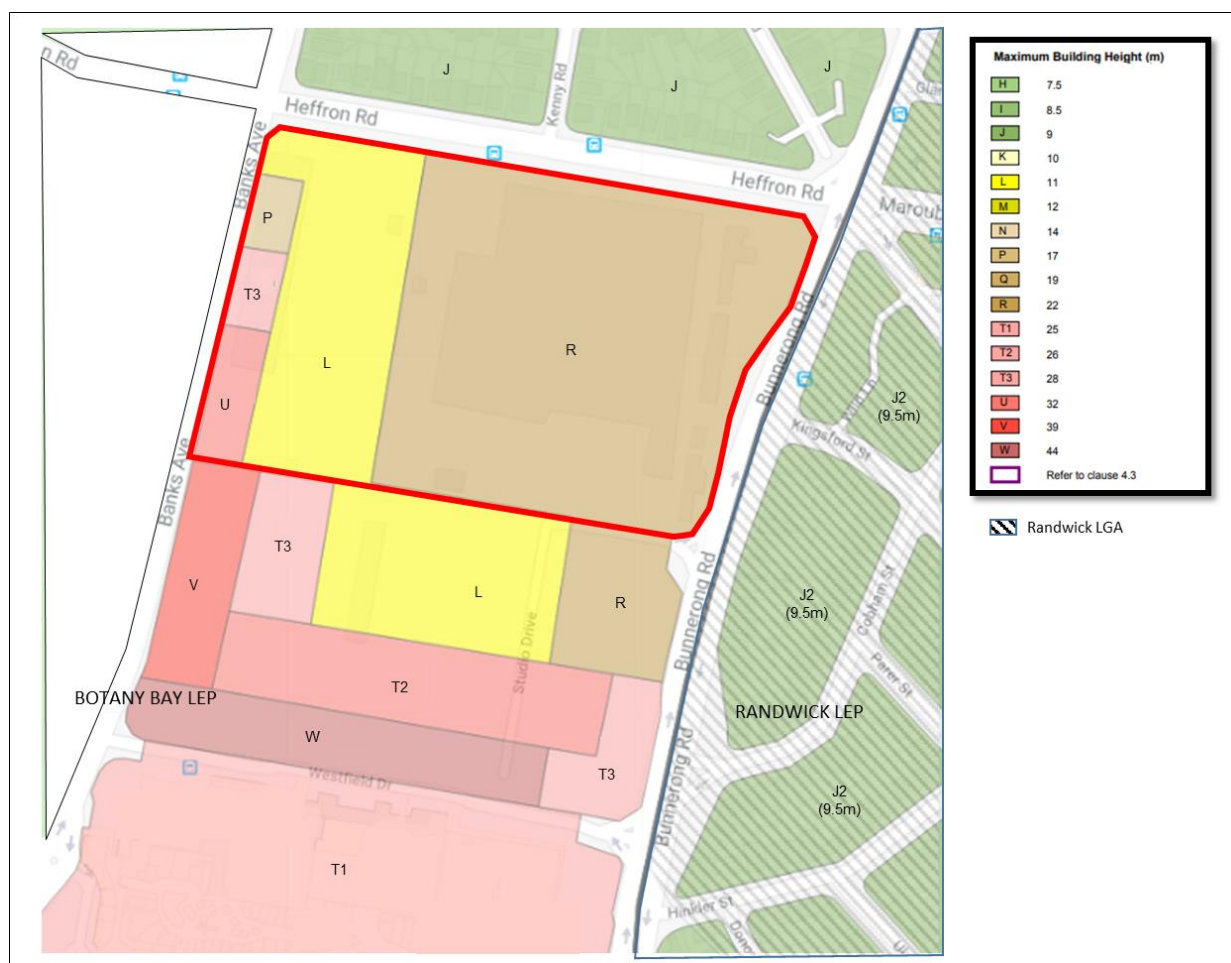 n Rd
Heffron Rd
Kenny Rd
J
J
J
Heffron Rd
Banks Ave
Maroub
P
T3
L
R
U
Bunnerong Rd
J2
(9.5m)
Kingsford St
Banks Ave
V
T3
L
R
Studio Drive
Bunnerong Rd
J2
(9.5m)
Cobham St
Parer St
T2
BOTANY BAY LEP
RANDWICK LEP
W
T3
Westfield Dr
Bunnerong Rd
J2
(9.5m)
T1
Hinkler St
Maximum Building Height (m)
H 7.5
I 8.5
J 9
K 10
L 11
M 12
N 14
P 17
Q 19
R 22
T1 25
T2 26
T3 28
U 32
V 39
W 44
Refer to clause 4.3
Randwick LGA